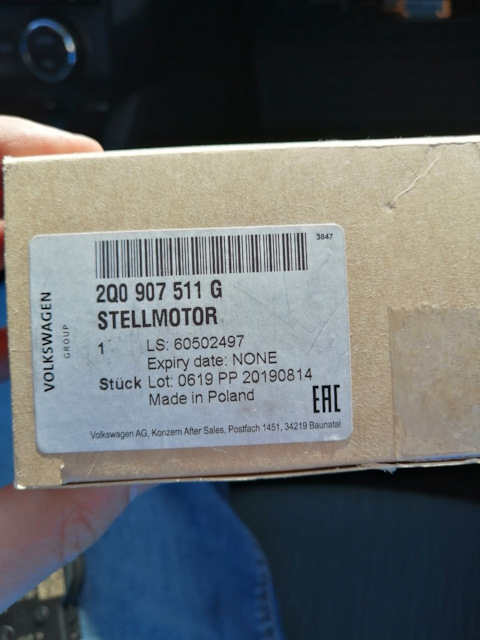 3847
VOLKSWAGEN
GROUP
2Q0 907 511 G
STELLMOTOR
1 LS: 60502497
Expiry date: NONE
Stück Lot: 0619 PP 20190814
Made in Poland
EAC
Volkswagen AG, Konzern After Sales, Postfach 1451, 34219 Baunatal